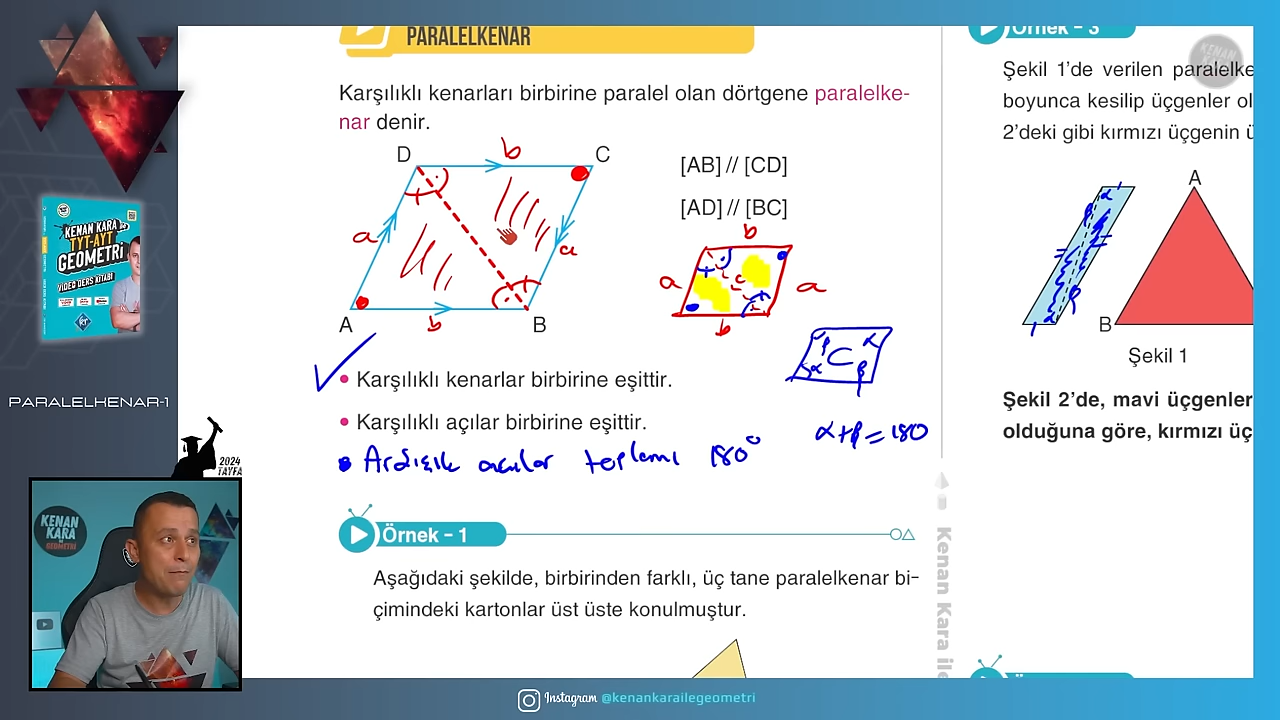 PARALELKENAR
Karşılıklı kenarları birbirine paralel olan dörtgene paralelke-
nar denir.
D
b
C
a
a
A
b
B
[AB] // [CD]
[AD] // [BC]
b
a
c
a
b
β
α
C
α
β
α+β=180
• Karşılıklı kenarlar birbirine eşittir.
• Karşılıklı açılar birbirine eşittir.
• Ardışık açılar toplamı 180°
Örnek - 1
Aşağıdaki şekilde, birbirinden farklı, üç tane paralelkenar bi-
çimindeki kartonlar üst üste konulmuştur.
Kenan Kara ile
Örnek - 3
Şekil 1'de verilen paralelke
boyunca kesilip üçgenler ol
2'deki gibi kırmızı üçgenin ü
α
β
β
A
B
Şekil 1
Şekil 2'de, mavi üçgenler
olduğuna göre, kırmızı üç
KENAN KARA
TYT-AYT
GEOMETRİ
VİDEO DERS KİTABI
PARALELKENAR-1
2024
TAYFA
KENAN
KARA
GEOMETRİ
Instagram @kenankarailegeometri